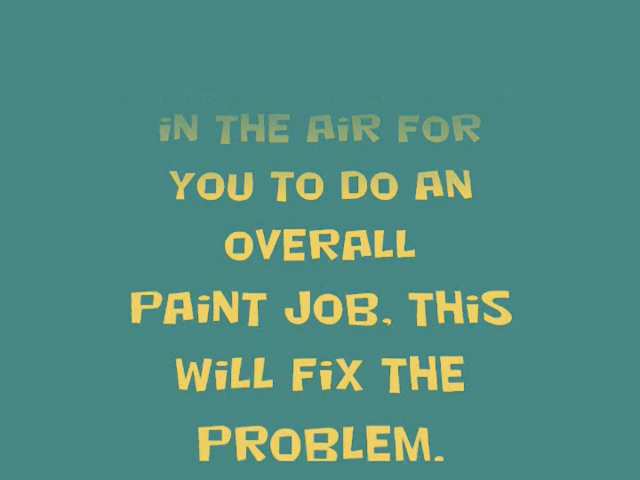 iN THE AiR FOR
YOU TO DO AN
OVERALL
PAiNT JOB, THiS
WiLL FiX THE
PROBLEM.